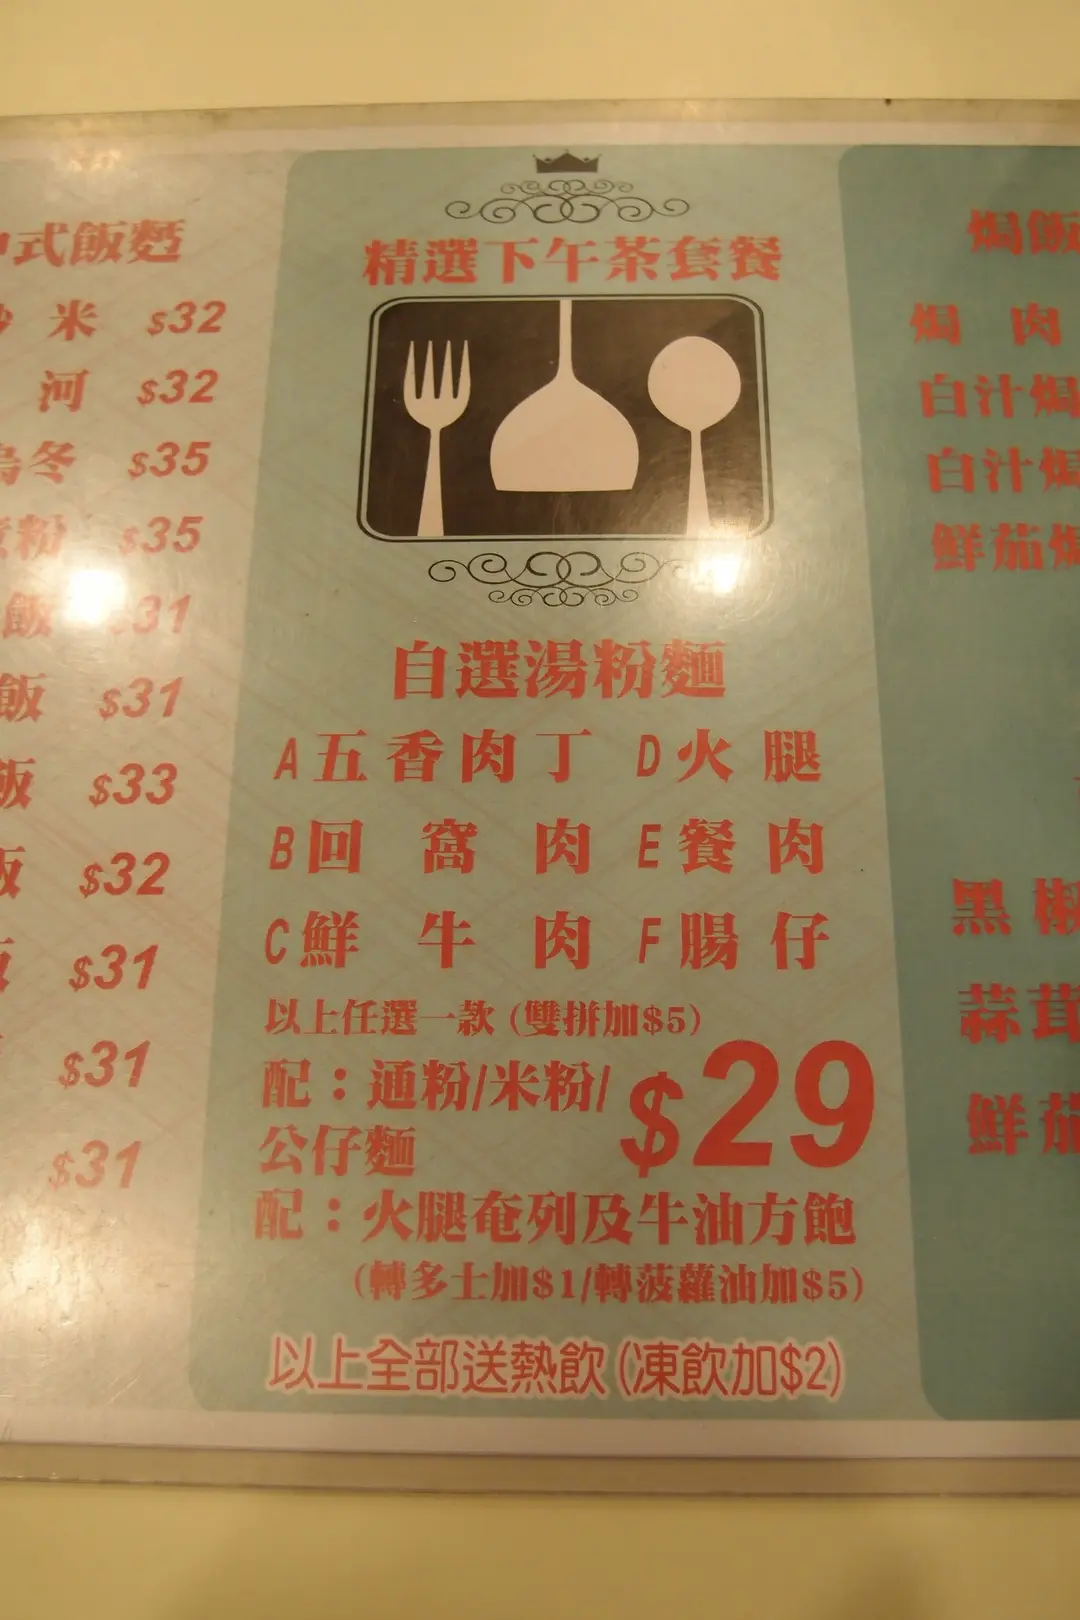 式飯麵
米 $32
河 $32
烏冬 $35
粉 $35
飯 31
飯 $31
飯 $33
飯 $32
$31
$31
$31
精選下午茶套餐
自選湯粉麵
A五香肉丁 D火腿
B回窩肉 E餐肉
C鮮牛肉 F腸仔
以上任選一款 (雙拼加$5)
配：通粉/米粉/
公仔麵
$29
配：火腿奄列及牛油方飽
(轉多士加$1/轉菠蘿油加$5)
以上全部送熱飲 (凍飲加$2)
焗飯
焗 肉
白汁焗
白汁焗
鮮茄焗
黑椒
蒜茸
鮮茄